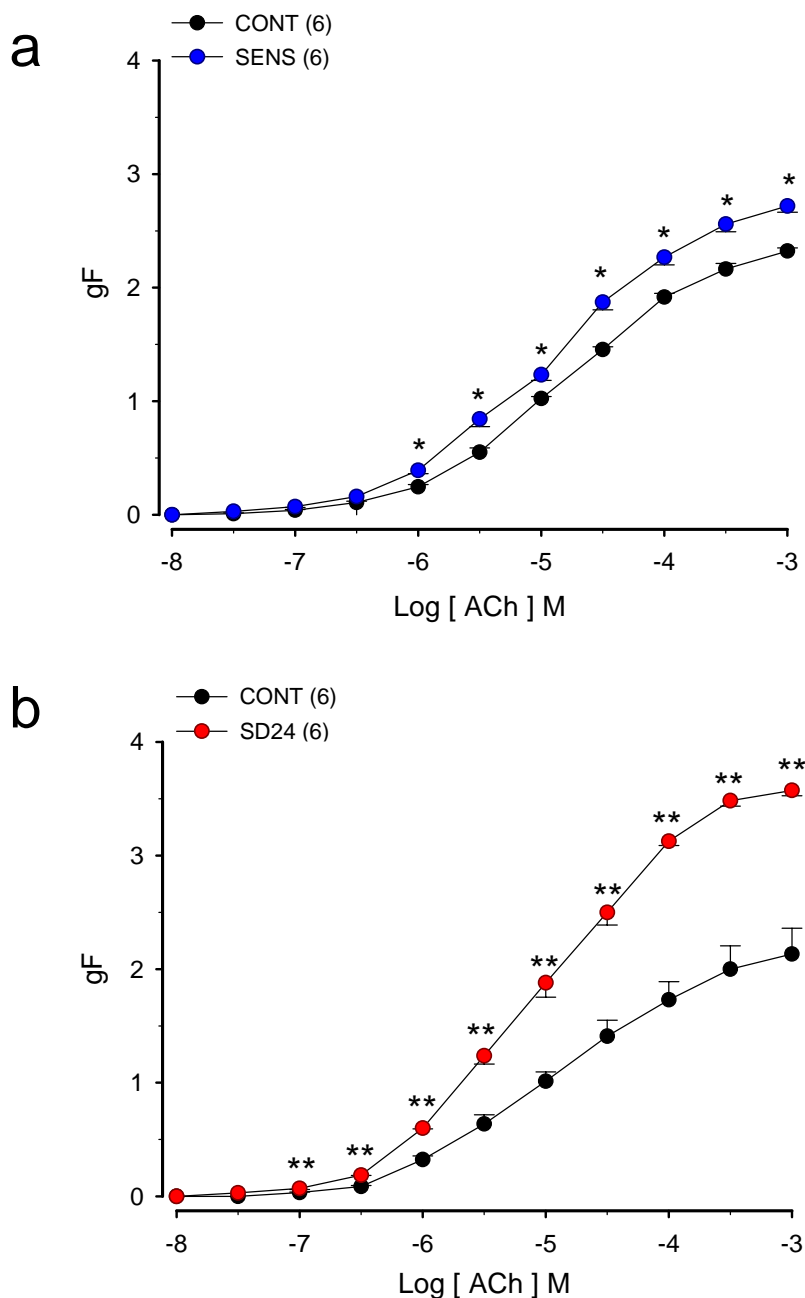 a
CONT (6)
SENS (6)
4
3
2
1
0
gF
* * * * * * *
-8 -7 -6 -5 -4 -3
Log [ ACh ] M
b
CONT (6)
SD24 (6)
4
3
2
1
0
gF
** ** ** ** ** ** ** ** **
-8 -7 -6 -5 -4 -3
Log [ ACh ] M